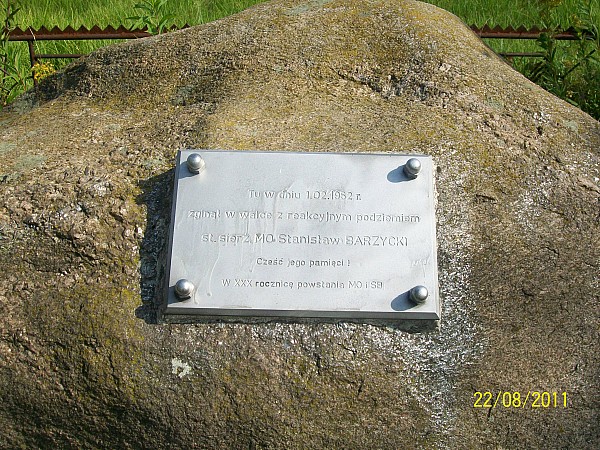 Tu w dniu 1.02.1952 r.
zginął w walce z reakcyjnym podziemiem
st. sierż. MO Stanisław BARZYCKI
Cześć jego pamięci!
W XXX rocznicę powstania MO i SB
22/08/2011